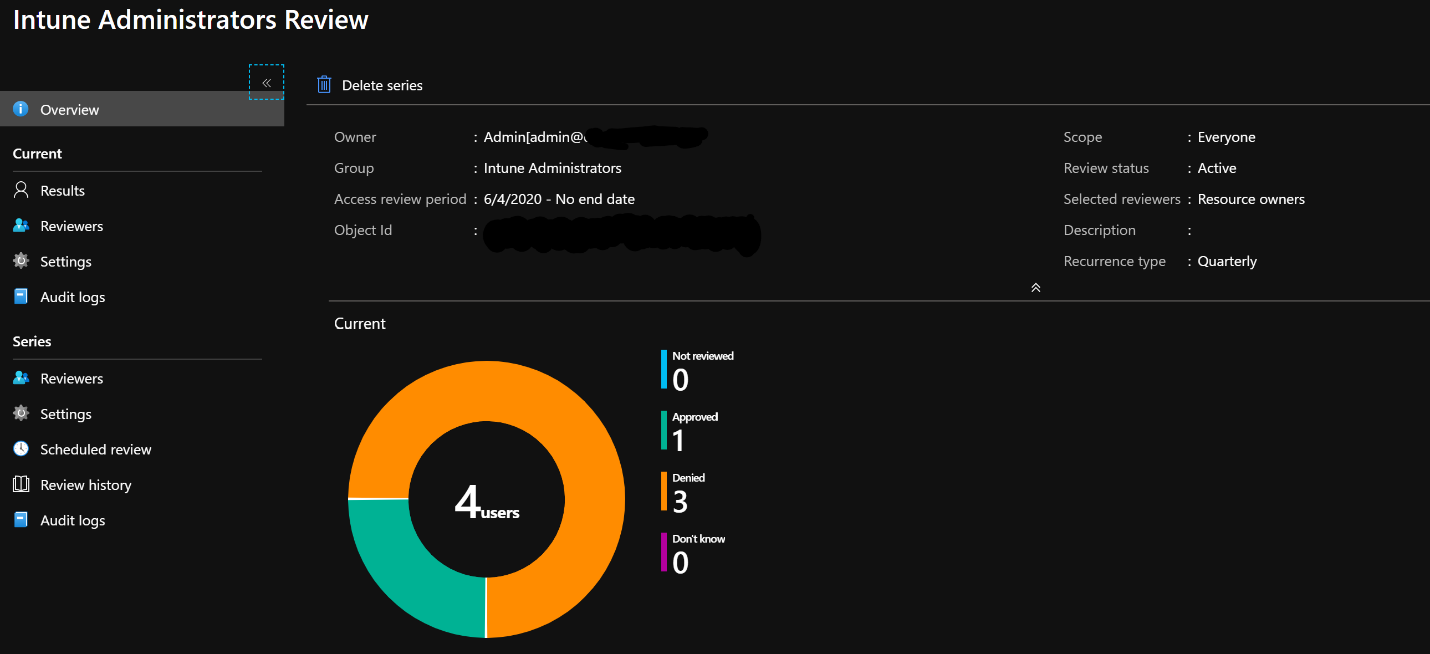 Intune Administrators Review
«
Overview
Current
Results
Reviewers
Settings
Audit logs
Series
Reviewers
Settings
Scheduled review
Review history
Audit logs
Delete series
Owner : Admin[admin@
Group : Intune Administrators
Access review period : 6/4/2020 - No end date
Object Id :
Scope : Everyone
Review status : Active
Selected reviewers : Resource owners
Description :
Recurrence type : Quarterly
Current
4 users
Not reviewed
0
Approved
1
Denied
3
Don't know
0